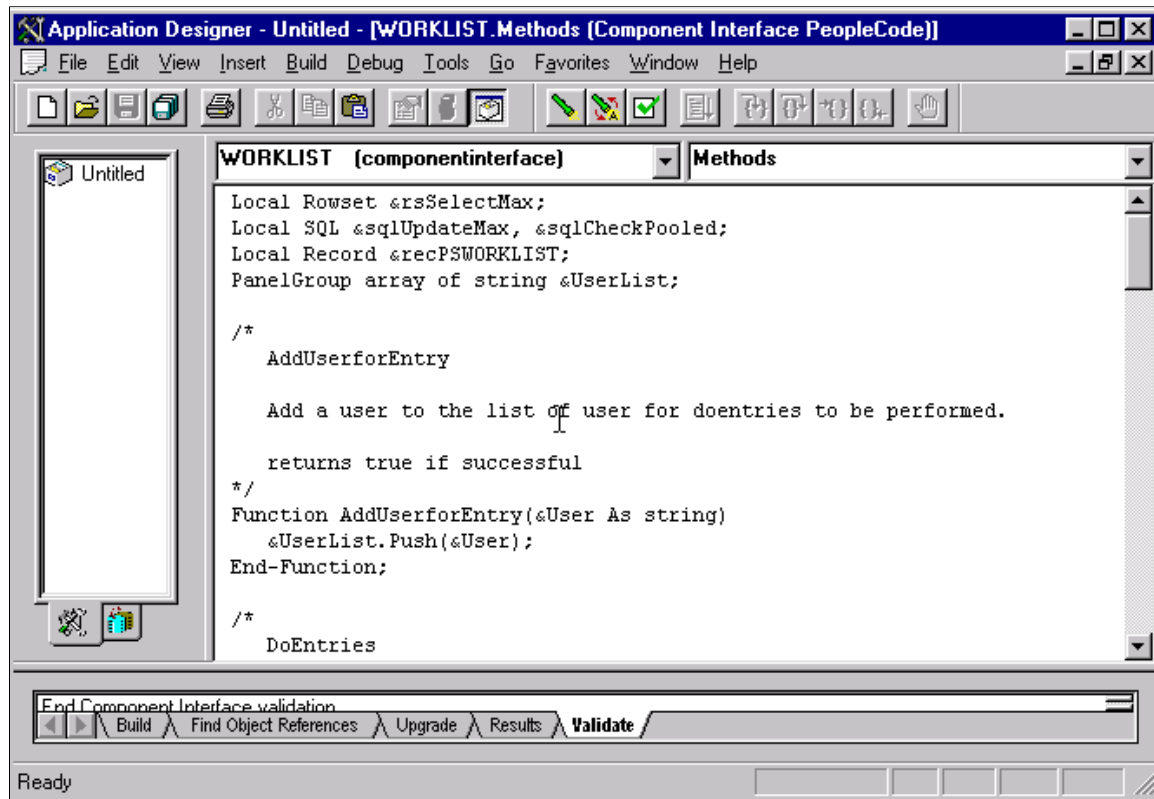 Application Designer - Untitled - [WORKLIST.Methods (Component Interface PeopleCode)]
File Edit View Insert Build Debug Tools Go Favorites Window Help
Untitled
WORKLIST (componentinterface) Methods
Local Rowset &rsSelectMax;
Local SQL &sqlUpdateMax, &sqlCheckPooled;
Local Record &recPSWORKLIST;
PanelGroup array of string &UserList;
/*
AddUserforEntry
Add a user to the list of user for doentries to be performed.
returns true if successful
*/
Function AddUserforEntry(&User As string)
&UserList.Push(&User);
End-Function;
/*
DoEntries
End Component Interface validation
Build Find Object References Upgrade Results Validate
Ready